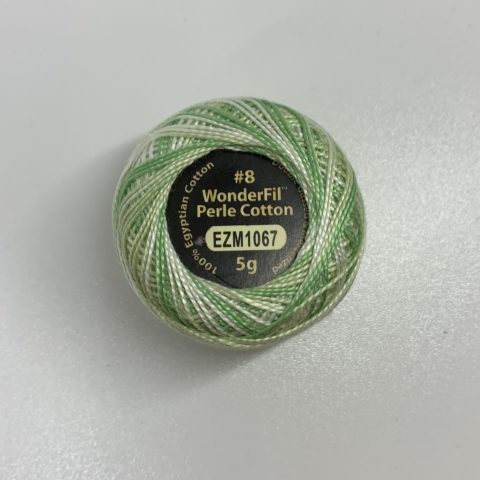 #8
WonderFil™
Perle Cotton
EZM1067
5g
100% Egyptian Cotton